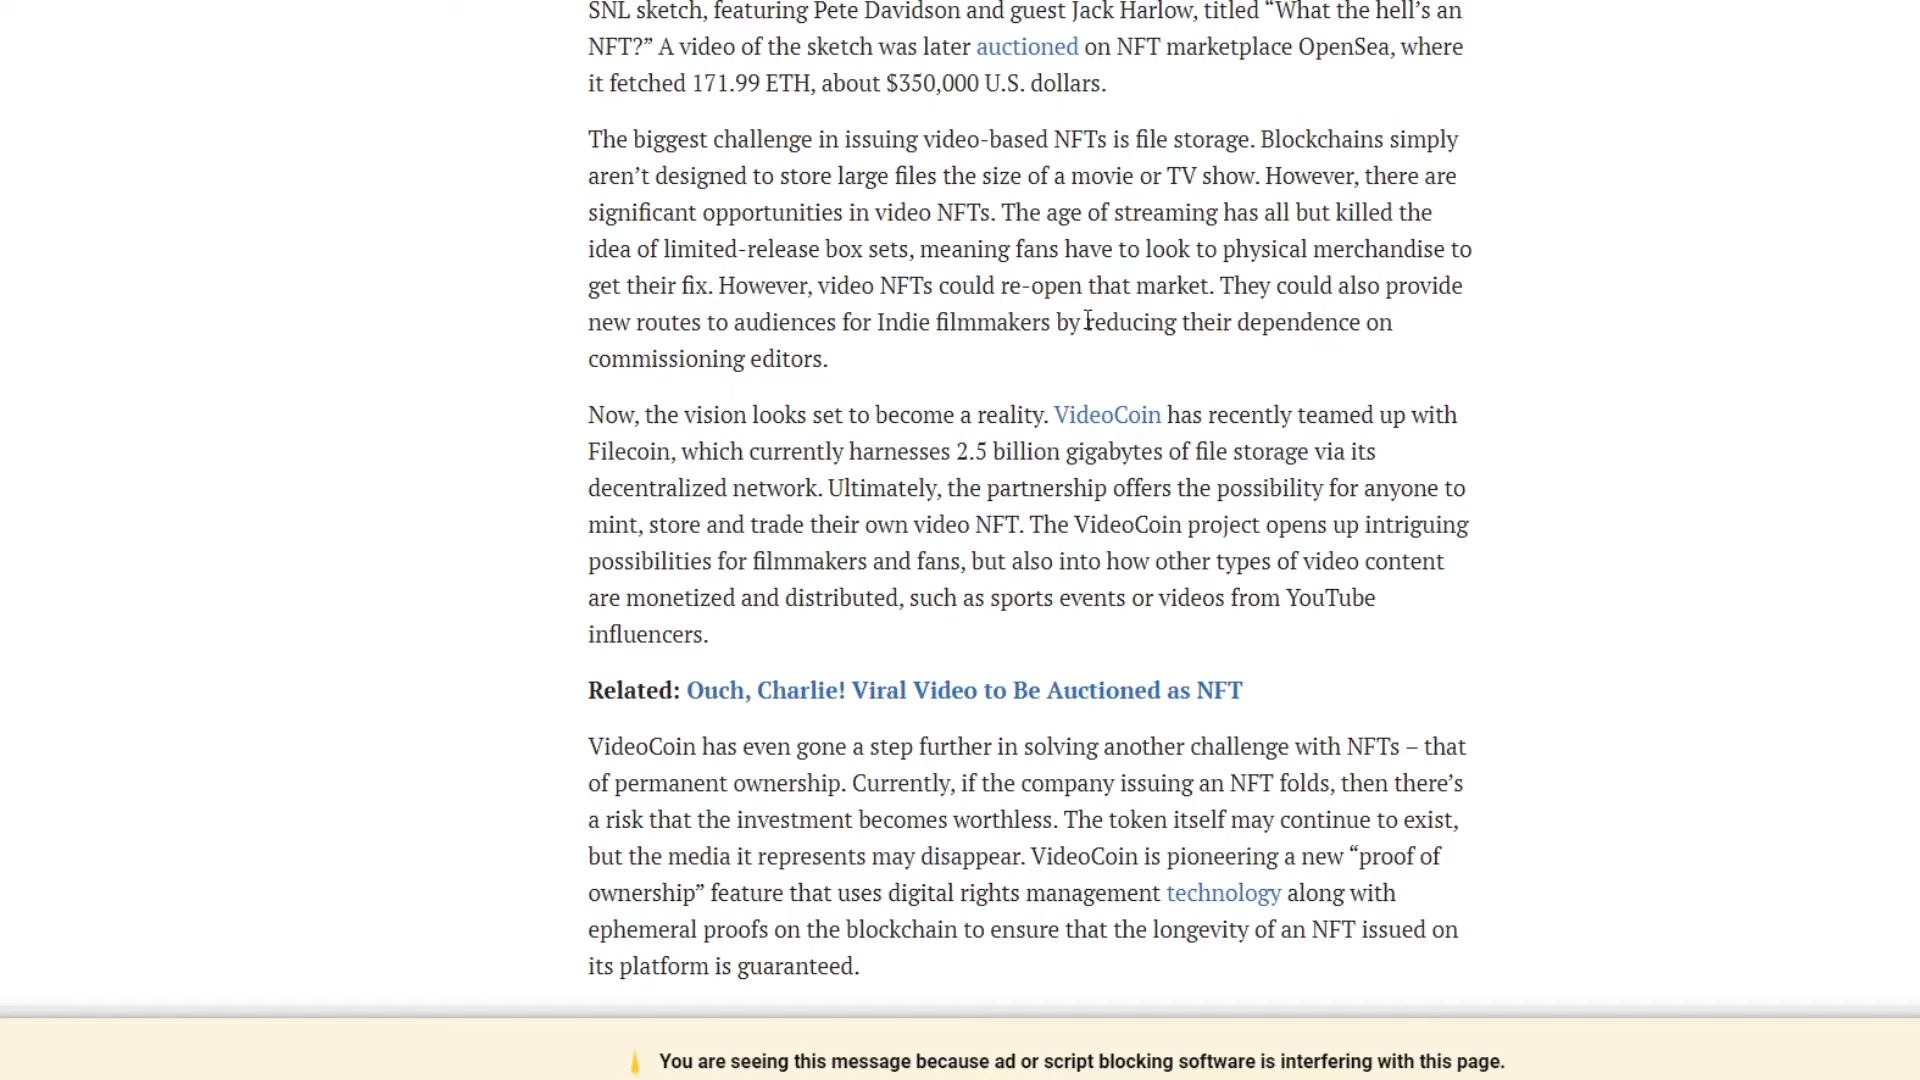 SNL sketch, featuring Pete Davidson and guest Jack Harlow, titled “What the hell’s an
NFT?” A video of the sketch was later auctioned on NFT marketplace OpenSea, where
it fetched 171.99 ETH, about $350,000 U.S. dollars.
The biggest challenge in issuing video-based NFTs is file storage. Blockchains simply
aren’t designed to store large files the size of a movie or TV show. However, there are
significant opportunities in video NFTs. The age of streaming has all but killed the
idea of limited-release box sets, meaning fans have to look to physical merchandise to
get their fix. However, video NFTs could re-open that market. They could also provide
new routes to audiences for Indie filmmakers by reducing their dependence on
commissioning editors.
Now, the vision looks set to become a reality. VideoCoin has recently teamed up with
Filecoin, which currently harnesses 2.5 billion gigabytes of file storage via its
decentralized network. Ultimately, the partnership offers the possibility for anyone to
mint, store and trade their own video NFT. The VideoCoin project opens up intriguing
possibilities for filmmakers and fans, but also into how other types of video content
are monetized and distributed, such as sports events or videos from YouTube
influencers.
Related: Ouch, Charlie! Viral Video to Be Auctioned as NFT
VideoCoin has even gone a step further in solving another challenge with NFTs – that
of permanent ownership. Currently, if the company issuing an NFT folds, then there’s
a risk that the investment becomes worthless. The token itself may continue to exist,
but the media it represents may disappear. VideoCoin is pioneering a new “proof of
ownership” feature that uses digital rights management technology along with
ephemeral proofs on the blockchain to ensure that the longevity of an NFT issued on
its platform is guaranteed.
You are seeing this message because ad or script blocking software is interfering with this page.